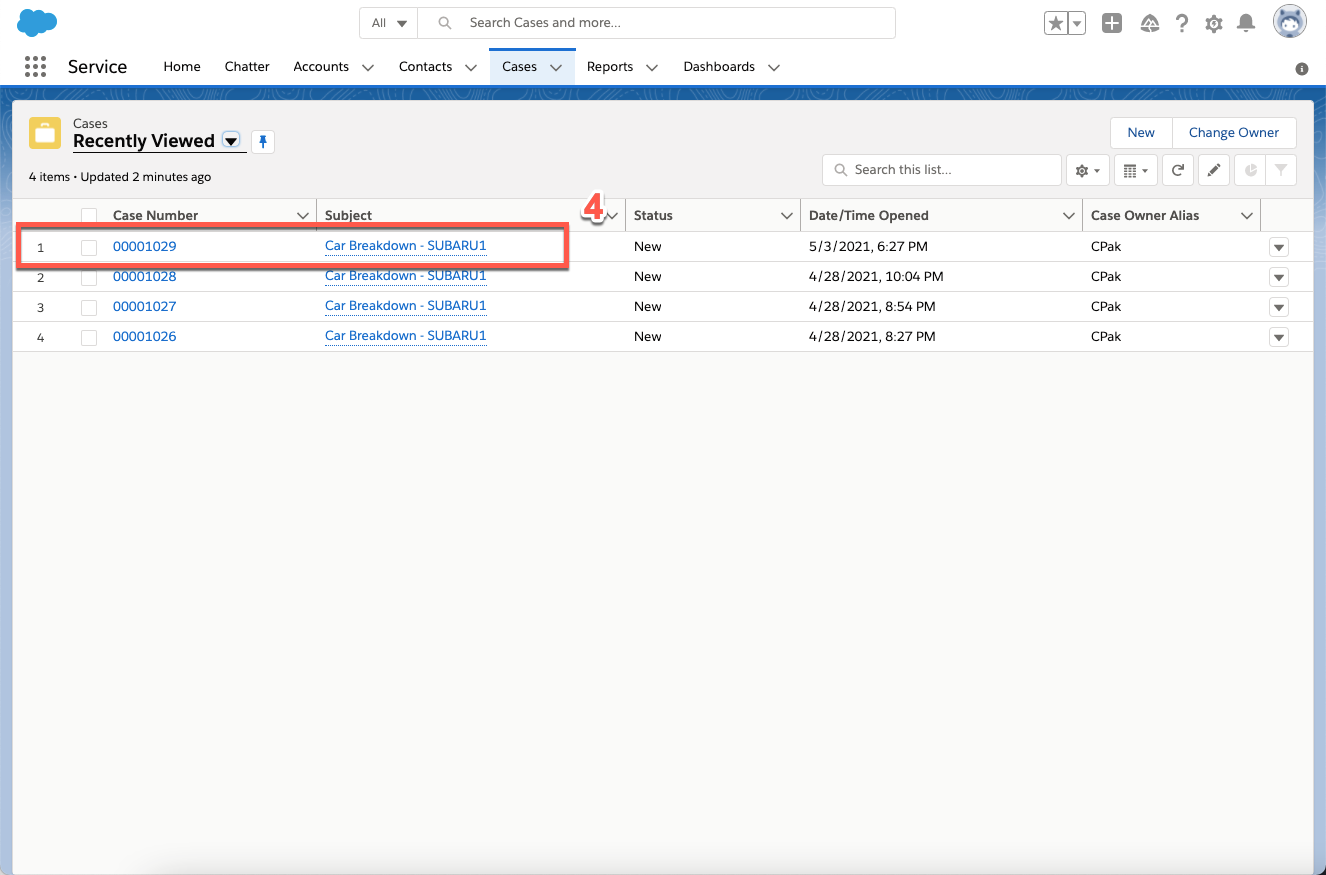 All Search Cases and more...
Service Home Chatter Accounts Contacts Cases Reports Dashboards
Cases
Recently Viewed
New Change Owner
4 items • Updated 2 minutes ago
Search this list...
Case Number Subject 4 Status Date/Time Opened Case Owner Alias
1 00001029 Car Breakdown - SUBARU1 New 5/3/2021, 6:27 PM CPak
2 00001028 Car Breakdown - SUBARU1 New 4/28/2021, 10:04 PM CPak
3 00001027 Car Breakdown - SUBARU1 New 4/28/2021, 8:54 PM CPak
4 00001026 Car Breakdown - SUBARU1 New 4/28/2021, 8:27 PM CPak